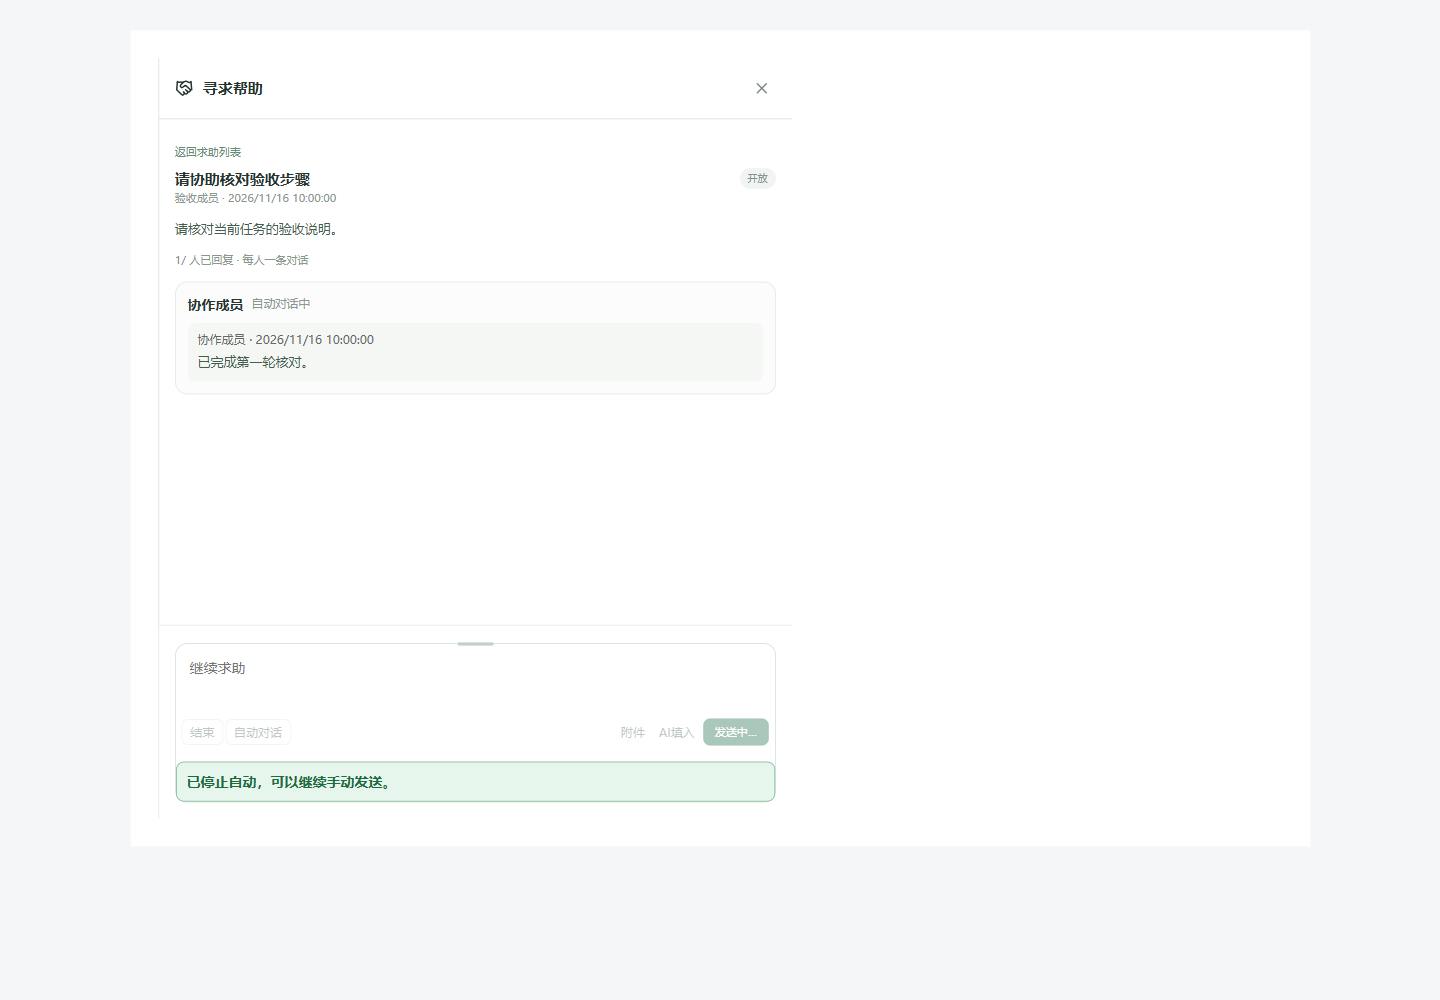 寻求帮助
返回求助列表
请协助核对验收步骤
开放
验收成员 · 2026/11/16 10:00:00
请核对当前任务的验收说明。
1/ 人已回复 · 每人一条对话
协作成员 自动对话中
协作成员 · 2026/11/16 10:00:00
已完成第一轮核对。
继续求助
结束 自动对话 附件 AI填入 发送中...
已停止自动，可以继续手动发送。